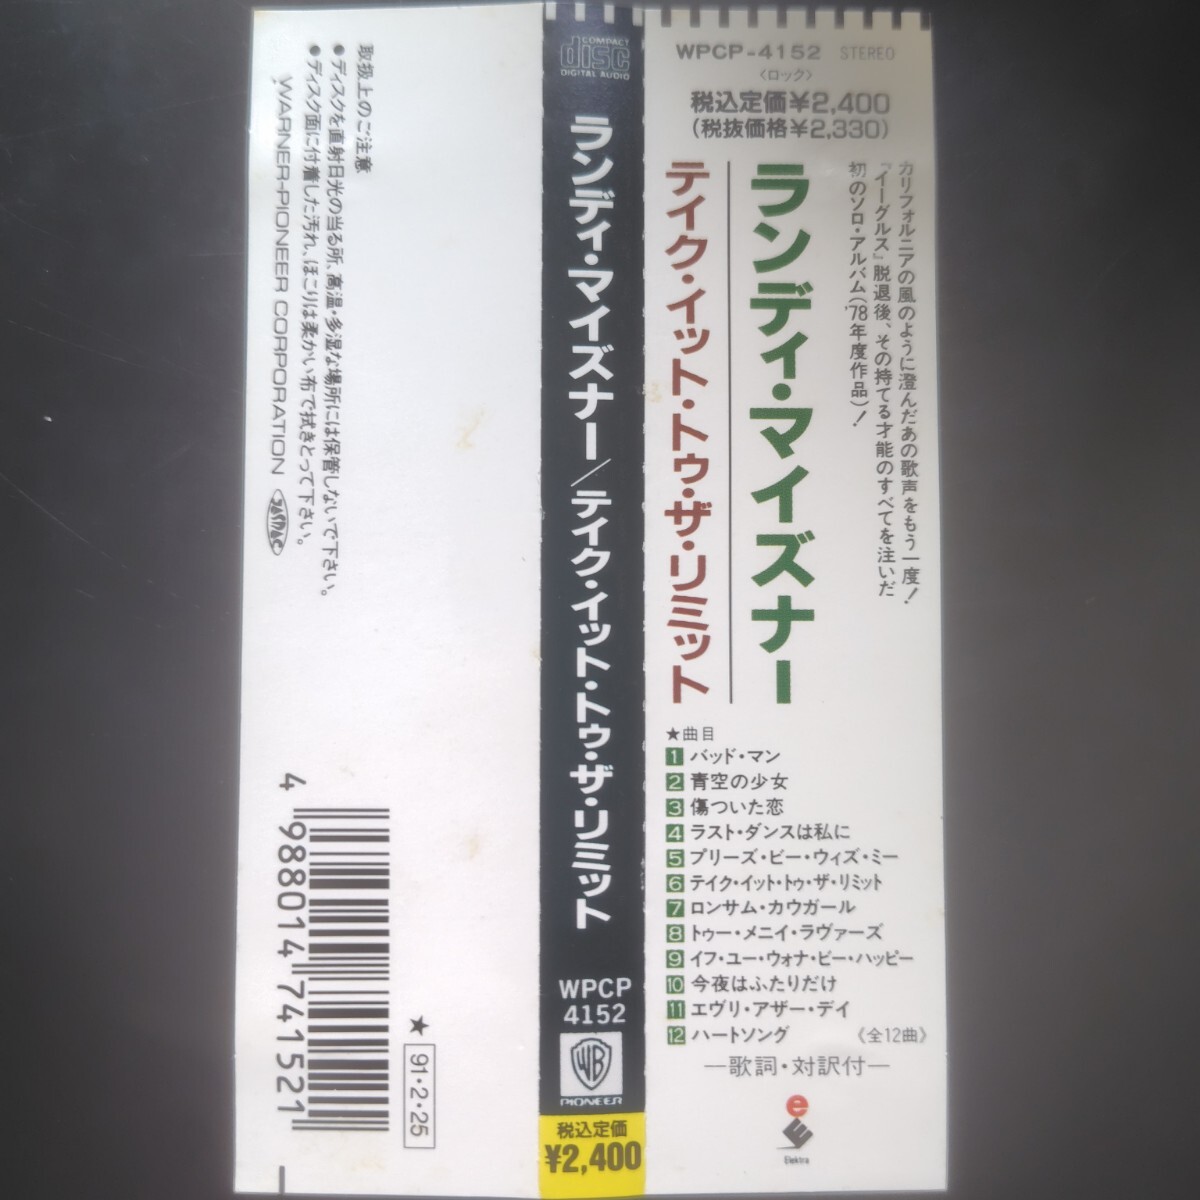 WPCP-4152 STEREO
〈ロック〉
税込定価¥2,400
(税抜価格¥2,330)
カリフォルニアの風のように澄んだあの歌声をもう一度!
『イーグルス』脱退後、その持てる才能のすべてを注いだ
初のソロ・アルバム('78年度作品)!
ランディ・マイズナー
テイク・イット・トゥ・ザ・リミット
★曲目
1 バッド・マン
2 青空の少女
3 傷ついた恋
4 ラスト・ダンスは私に
5 プリーズ・ビー・ウィズ・ミー
6 テイク・イット・トゥ・ザ・リミット
7 ロンサム・カウガール
8 トゥー・メニイ・ラヴァーズ
9 イフ・ユー・ウォナ・ビー・ハッピー
10 今夜はふたりだけ
11 エヴリ・アザー・デイ
12 ハートソング 《全12曲》
—歌詞・対訳付—
e
Elektra
COMPACT
disc
DIGITAL AUDIO
ランディ・マイズナー/テイク・イット・トゥ・ザ・リミット
WPCP
4152
WB
PIONEER
税込定価
¥2,400
取扱上のご注意
●ディスクを直射日光の当る所、高温・多湿な場所には保管しないで下さい。
●ディスク面に付着した汚れ、ほこりは柔かい布で拭きとって下さい。
WARNER-PIONEER CORPORATION JASRAC
4 988014 741521
★ 91・2・25